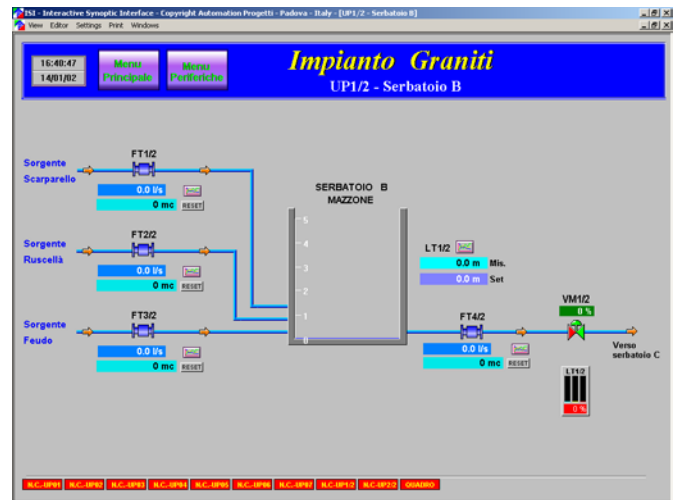 ISI - Interactive Synoptic Interface - Copyright Automation Progetti - Padova - Italy - [UP1/2 - Serbatoio B]
View Editor Settings Print Windows
16:40:47
14/01/02
Menu
Principale
Menu
Periferiche
Impianto Graniti
UP1/2 - Serbatoio B
Sorgente
Scarparello
FT1/2
0.0 l/s
0 mc
RESET
Sorgente
Ruscellà
FT2/2
0.0 l/s
0 mc
RESET
Sorgente
Feudo
FT3/2
0.0 l/s
0 mc
RESET
SERBATOIO B
MAZZONE
5
4
3
2
1
0
LT1/2
0.0 m Mis.
0.0 m Set
FT4/2
0.0 l/s
0 mc
RESET
VM1/2
0 %
Verso
serbatoio C
LT1/2
0 %
N.C.-UP01 N.C.-UP02 N.C.-UP03 N.C.-UP04 N.C.-UP05 N.C.-UP06 N.C.-UP07 N.C-UP1/2 N.C-UP2/2 QUADRO